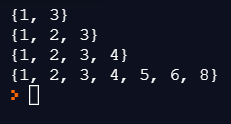 {1, 3}
{1, 2, 3}
{1, 2, 3, 4}
{1, 2, 3, 4, 5, 6, 8}
>